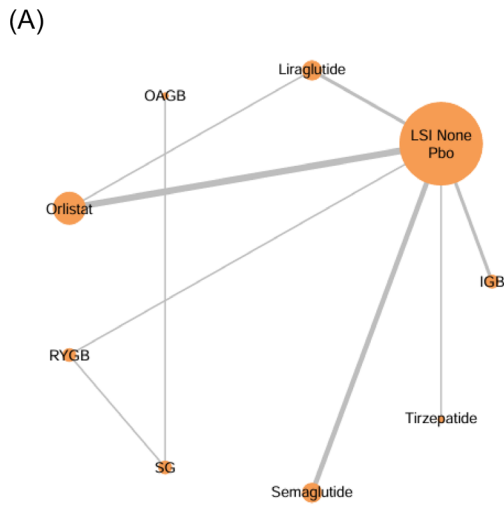 (A)
Liraglutide
OAGB
LSI None
Pbo
Orlistat
IGB
RYGB
Tirzepatide
SG
Semaglutide